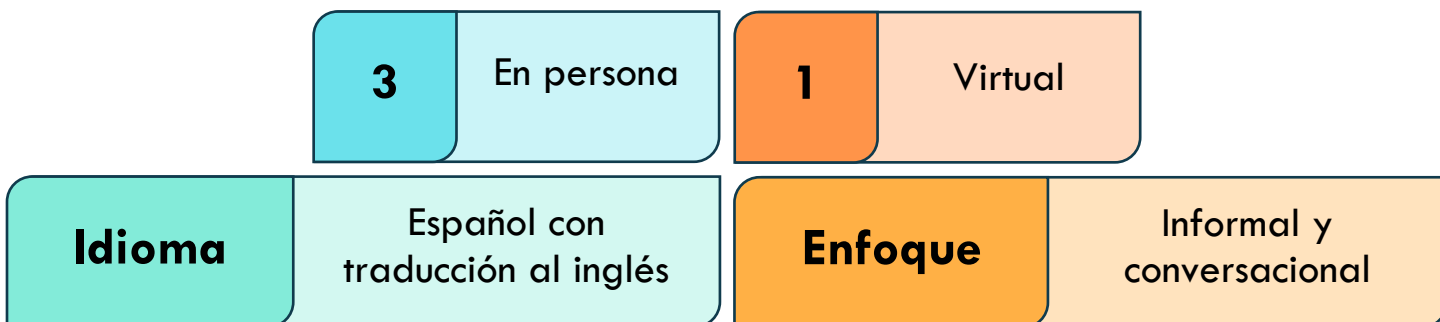 3
En persona
1
Virtual
Idioma
Español con
traducción al inglés
Enfoque
Informal y
conversacional